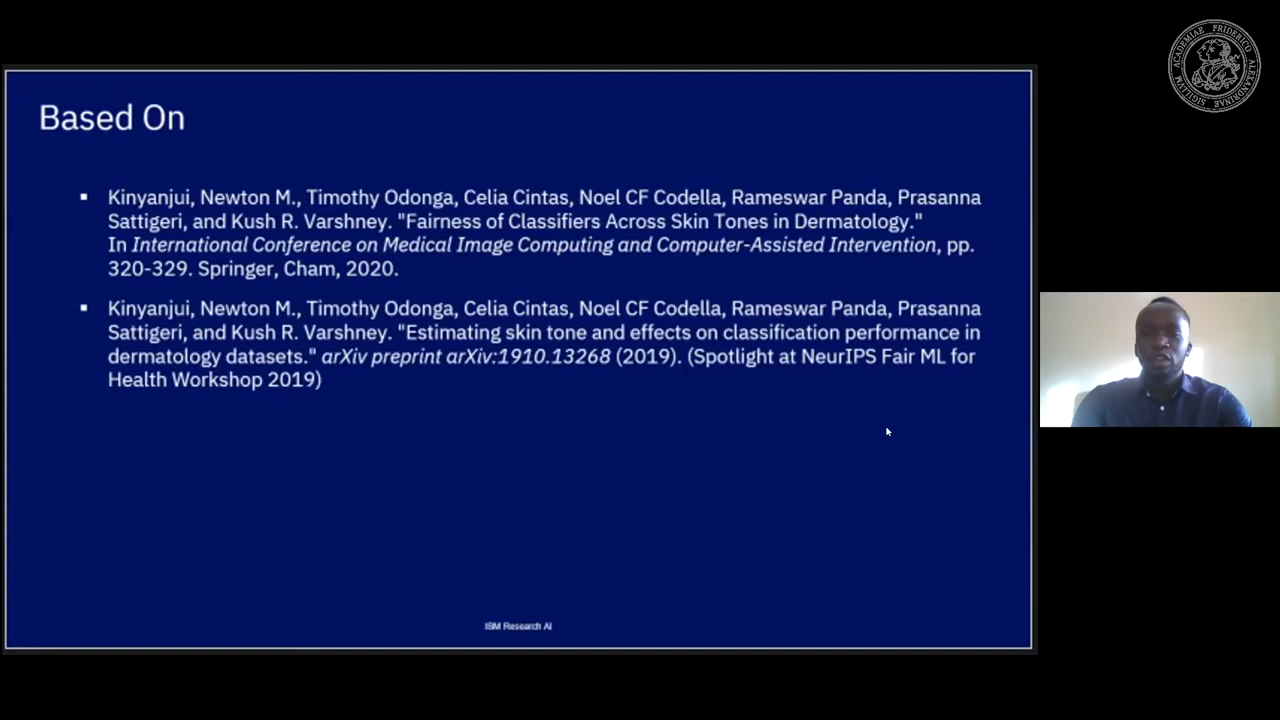 Based On
▪ Kinyanjui, Newton M., Timothy Odonga, Celia Cintas, Noel CF Codella, Rameswar Panda, Prasanna
Sattigeri, and Kush R. Varshney. "Fairness of Classifiers Across Skin Tones in Dermatology."
In International Conference on Medical Image Computing and Computer-Assisted Intervention, pp.
320-329. Springer, Cham, 2020.
▪ Kinyanjui, Newton M., Timothy Odonga, Celia Cintas, Noel CF Codella, Rameswar Panda, Prasanna
Sattigeri, and Kush R. Varshney. "Estimating skin tone and effects on classification performance in
dermatology datasets." arXiv preprint arXiv:1910.13268 (2019). (Spotlight at NeurIPS Fair ML for
Health Workshop 2019)
IBM Research AI
ACADEMIAE FRIDERICO
ALEXANDRINAE SIGILLVM